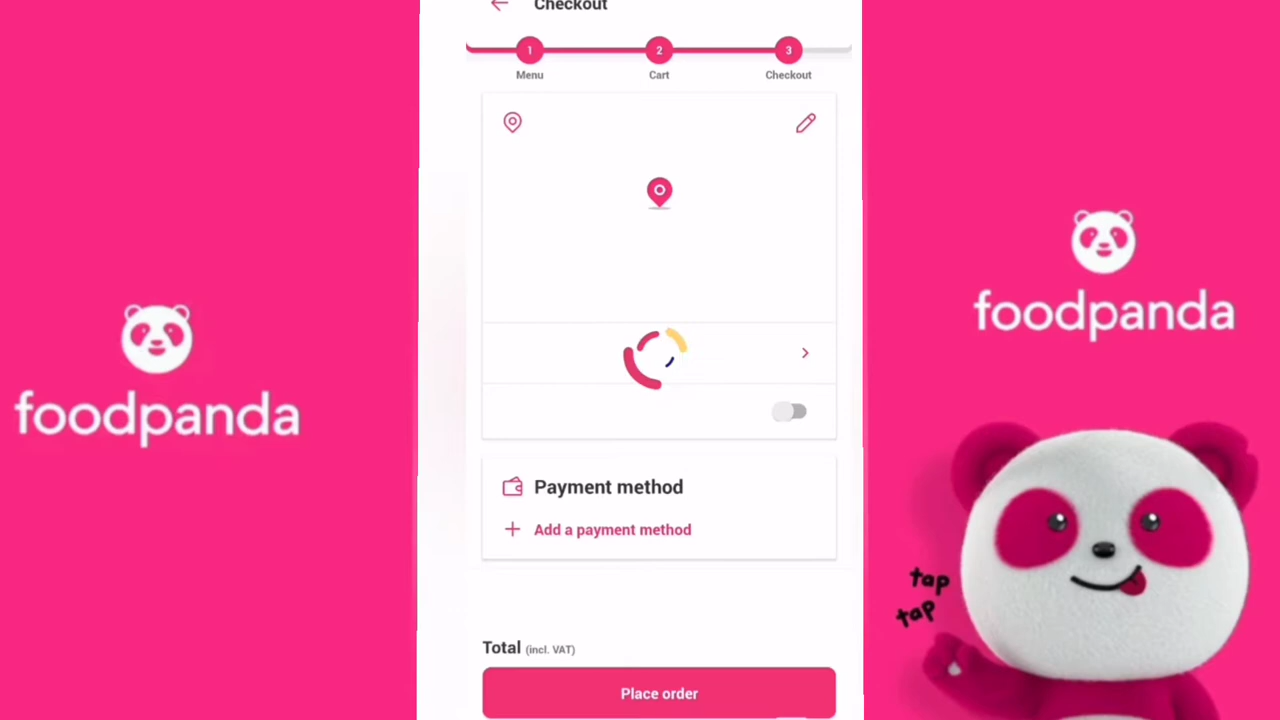 Checkout
1
2
3
Menu
Cart
Checkout
Payment method
+ Add a payment method
Total (incl. VAT)
Place order
foodpanda
foodpanda
tap
tap